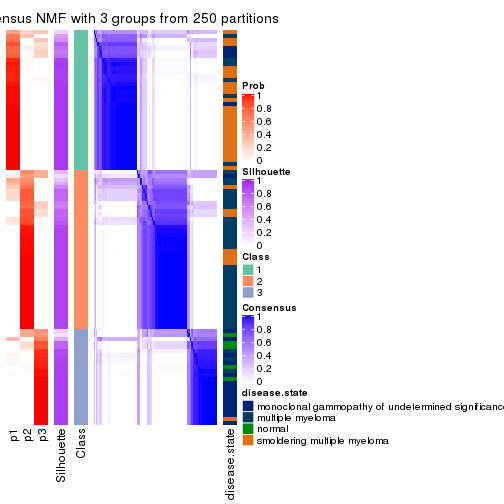 ensus NMF with 3 groups from 250 partitions
Prob
1
0.8
0.6
0.4
0.2
0
Silhouette
1
0.8
0.6
0.4
0.2
0
Class
1
2
3
Consensus
1
0.8
0.6
0.4
0.2
0
disease.state
monoclonal gammopathy of undetermined significance
multiple myeloma
normal
smoldering multiple myeloma
p1
p2
p3
Silhouette
Class
disease.state